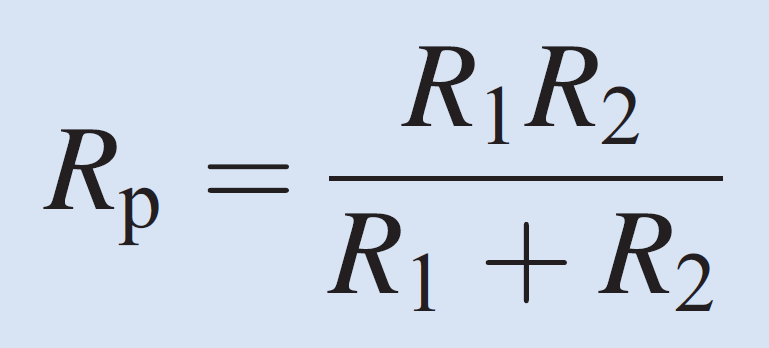 Rp = R1R2 / R1 + R2